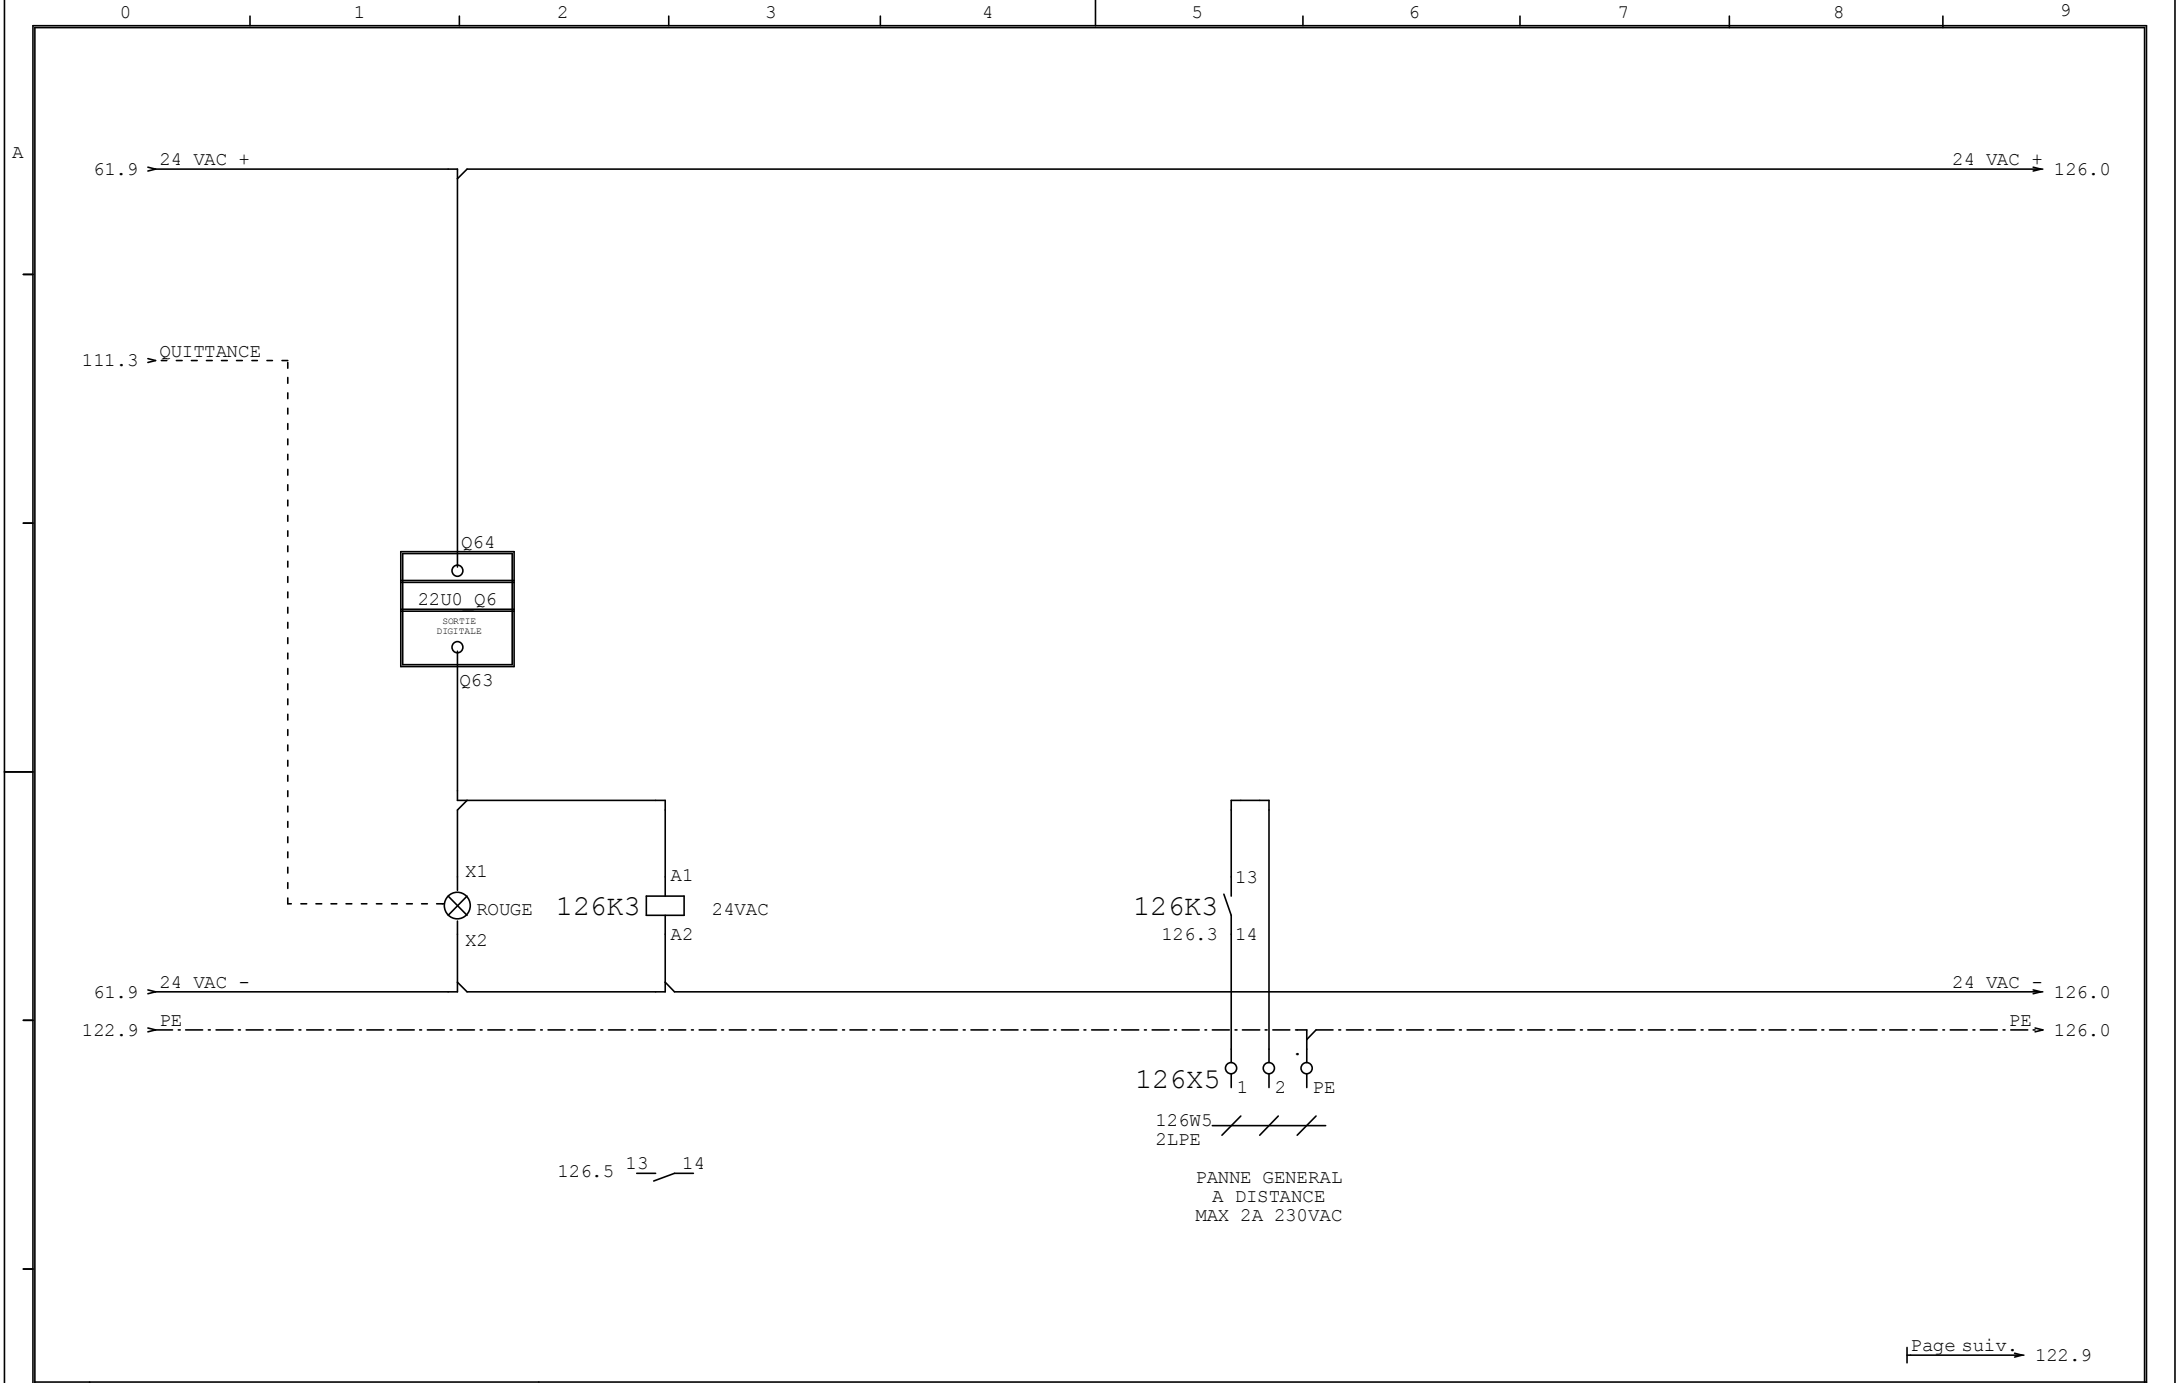 0 1 2 3 4 5 6 7 8 9
A
61.9 24 VAC + 24 VAC + 126.0
111.3 QUITTANCE
Q64
22U0 Q6
SORTIE
DIGITALE
Q63
X1 A1 13
ROUGE 126K3 24VAC 126K3
X2 A2 126.3 14
61.9 24 VAC - 24 VAC - 126.0
122.9 PE PE 126.0
126X5 1 2 PE
126W5
2LPE
126.5 13 14
PANNE GENERAL
A DISTANCE
MAX 2A 230VAC
Page suiv. 122.9